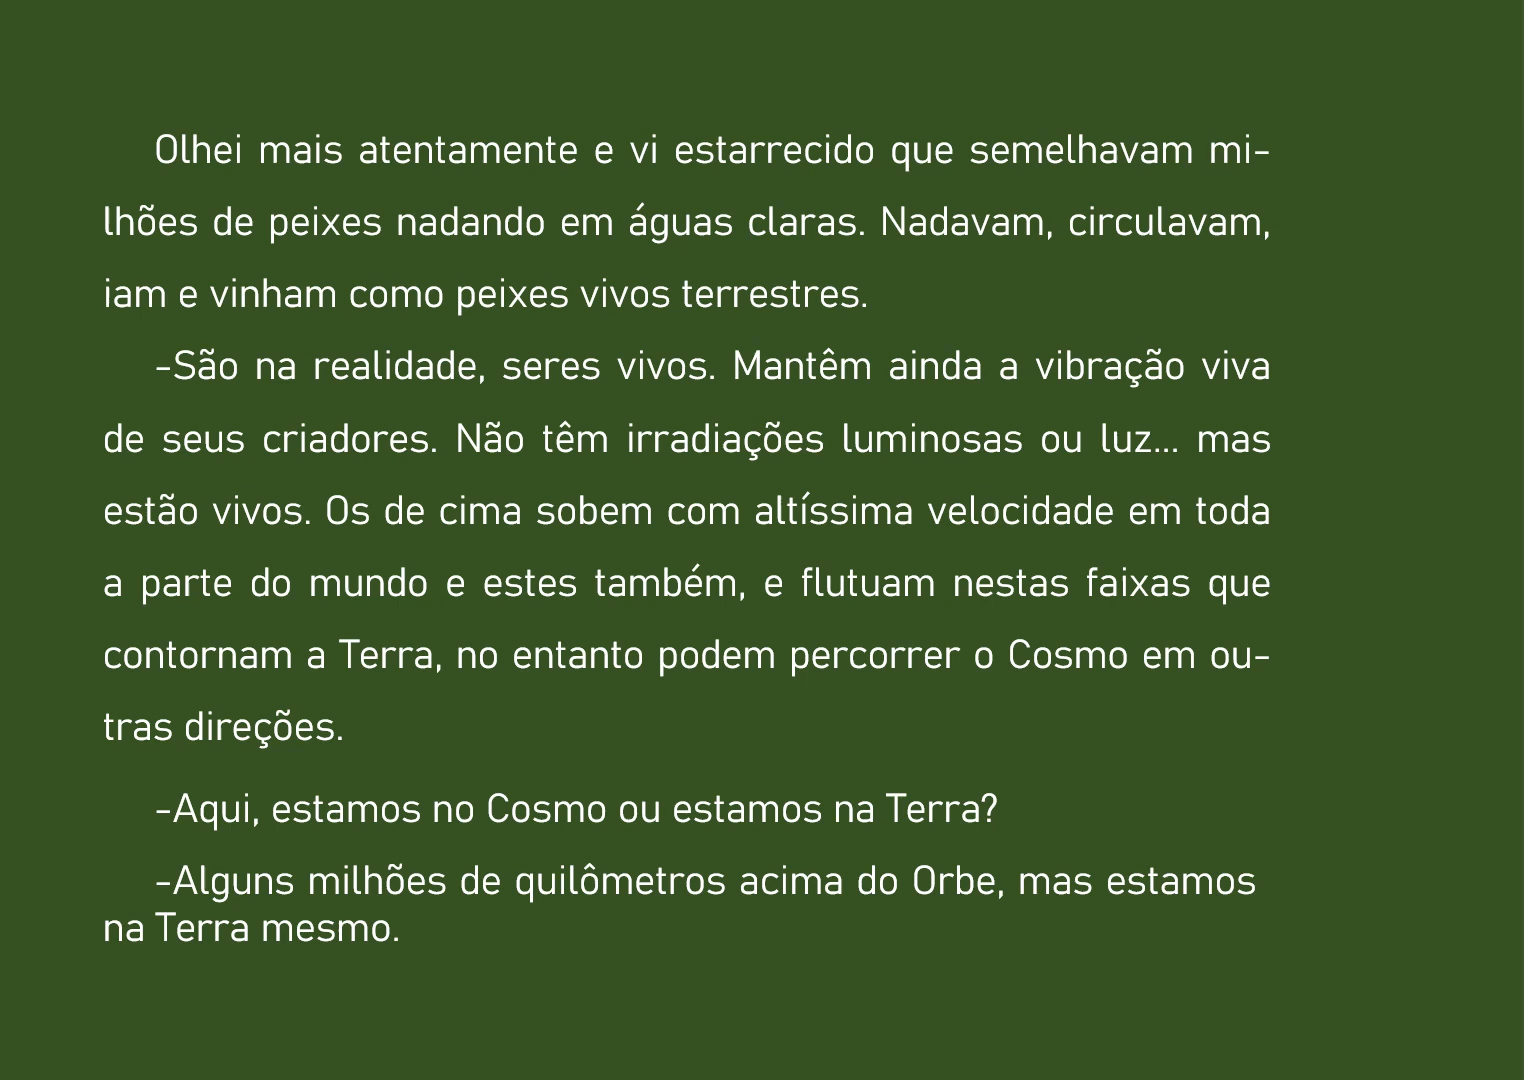 Olhei mais atentamente e vi estarrecido que semelhavam mi-
lhões de peixes nadando em águas claras. Nadavam, circulavam,
iam e vinham como peixes vivos terrestres.
-São na realidade, seres vivos. Mantêm ainda a vibração viva
de seus criadores. Não têm irradiações luminosas ou luz... mas
estão vivos. Os de cima sobem com altíssima velocidade em toda
a parte do mundo e estes também, e flutuam nestas faixas que
contornam a Terra, no entanto podem percorrer o Cosmo em ou-
tras direções.
-Aqui, estamos no Cosmo ou estamos na Terra?
-Alguns milhões de quilômetros acima do Orbe, mas estamos
na Terra mesmo.